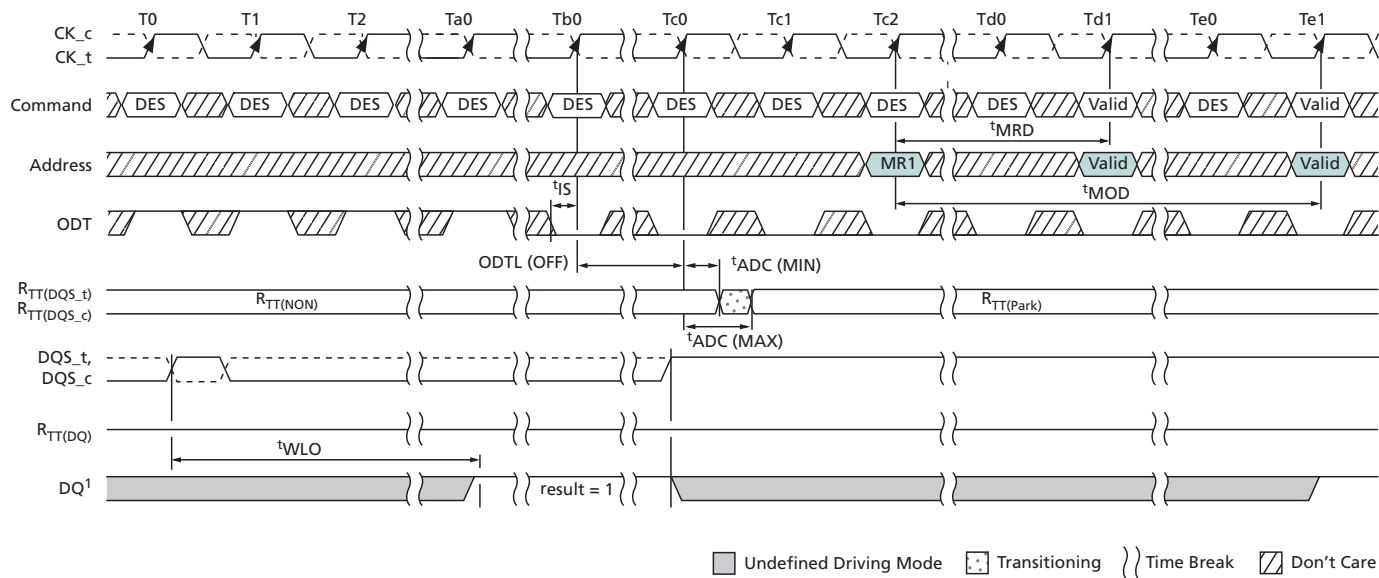 T0 T1 T2 Ta0 Tb0 Tc0 Tc1 Tc2 Td0 Td1 Te0 Te1
CK_c
CK_t
Command DES DES DES DES DES DES DES DES DES Valid DES Valid
tMRD
Address MR1 Valid Valid
tIS
tMOD
ODT
ODTL (OFF) tADC (MIN)
RTT(DQS_t)
RTT(DQS_c)
RTT(NON) RTT(Park)
tADC (MAX)
DQS_t,
DQS_c
RTT(DQ)
tWLO
DQ1 result = 1
Undefined Driving Mode Transitioning Time Break Don't Care